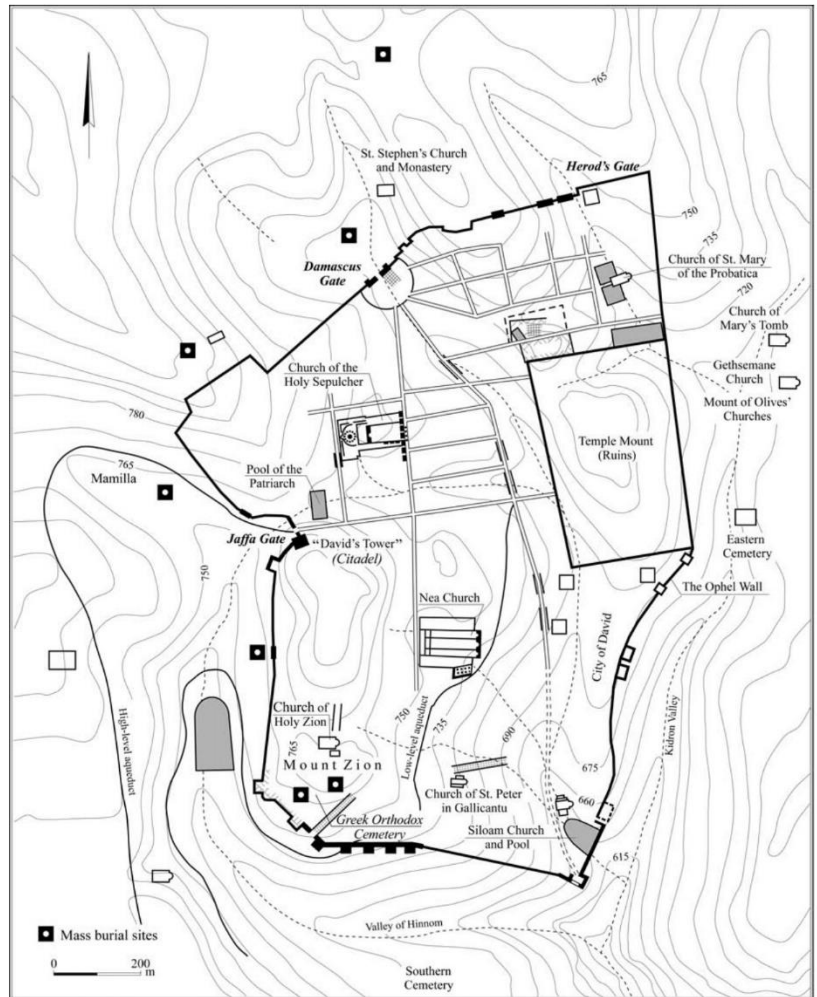 765
St. Stephen's Church
and Monastery
Herod's Gate
750
735
Damascus
Gate
Church of St. Mary
of the Probatica
720
Church of
Mary's Tomb
Church of the
Holy Sepulcher
Gethsemane
Church
Mount of Olives'
Churches
780
Temple Mount
(Ruins)
765
Mamilla
Pool of the
Patriarch
Jaffa Gate
"David's Tower"
(Citadel)
Eastern
Cemetery
750
The Ophel Wall
Nea Church
City of David
Kidron Valley
High-level aqueduct
Church of
Holy Zion
750
Low-level aqueduct
735
690
765
Mount Zion
675
Church of St. Peter
in Gallicantu
660
Greek Orthodox
Cemetery
Siloam Church
and Pool
615
Valley of Hinnom
Mass burial sites
0 200
m
Southern
Cemetery